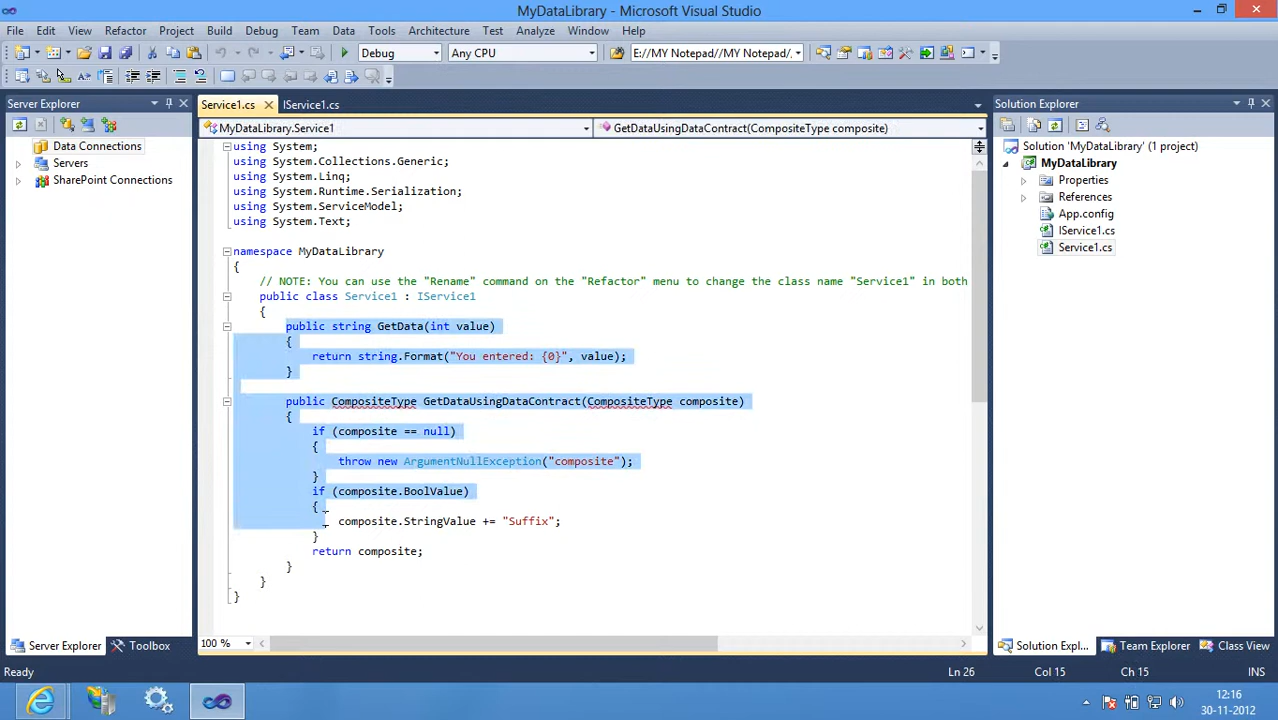 MyDataLibrary - Microsoft Visual Studio
File Edit View Refactor Project Build Debug Team Data Tools Architecture Test Analyze Window Help
Debug Any CPU E://MY Notepad//MY Notepad/,
Server Explorer
Data Connections
Servers
SharePoint Connections
Service1.cs IService1.cs
MyDataLibrary.Service1 GetDataUsingDataContract(CompositeType composite)
using System;
using System.Collections.Generic;
using System.Linq;
using System.Runtime.Serialization;
using System.ServiceModel;
using System.Text;
namespace MyDataLibrary
{
// NOTE: You can use the "Rename" command on the "Refactor" menu to change the class name "Service1" in both
public class Service1 : IService1
{
public string GetData(int value)
{
return string.Format("You entered: {0}", value);
}
public CompositeType GetDataUsingDataContract(CompositeType composite)
{
if (composite == null)
{
throw new ArgumentNullException("composite");
}
if (composite.BoolValue)
{
composite.StringValue += "Suffix";
}
return composite;
}
}
}
100 %
Solution Explorer
Solution 'MyDataLibrary' (1 project)
MyDataLibrary
Properties
References
App.config
IService1.cs
Service1.cs
Server Explorer Toolbox
Solution Expl... Team Explorer Class View
Ready Ln 26 Col 15 Ch 15 INS
12:16
30-11-2012